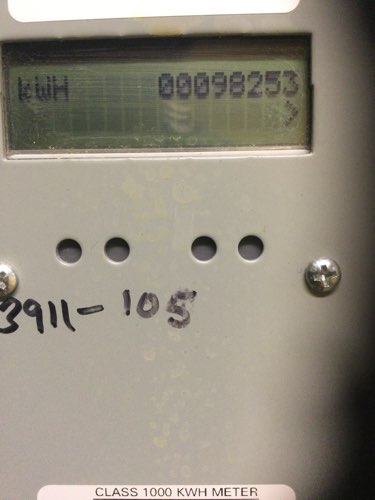 kWH 00098253
>
3911-105
CLASS 1000 KWH METER